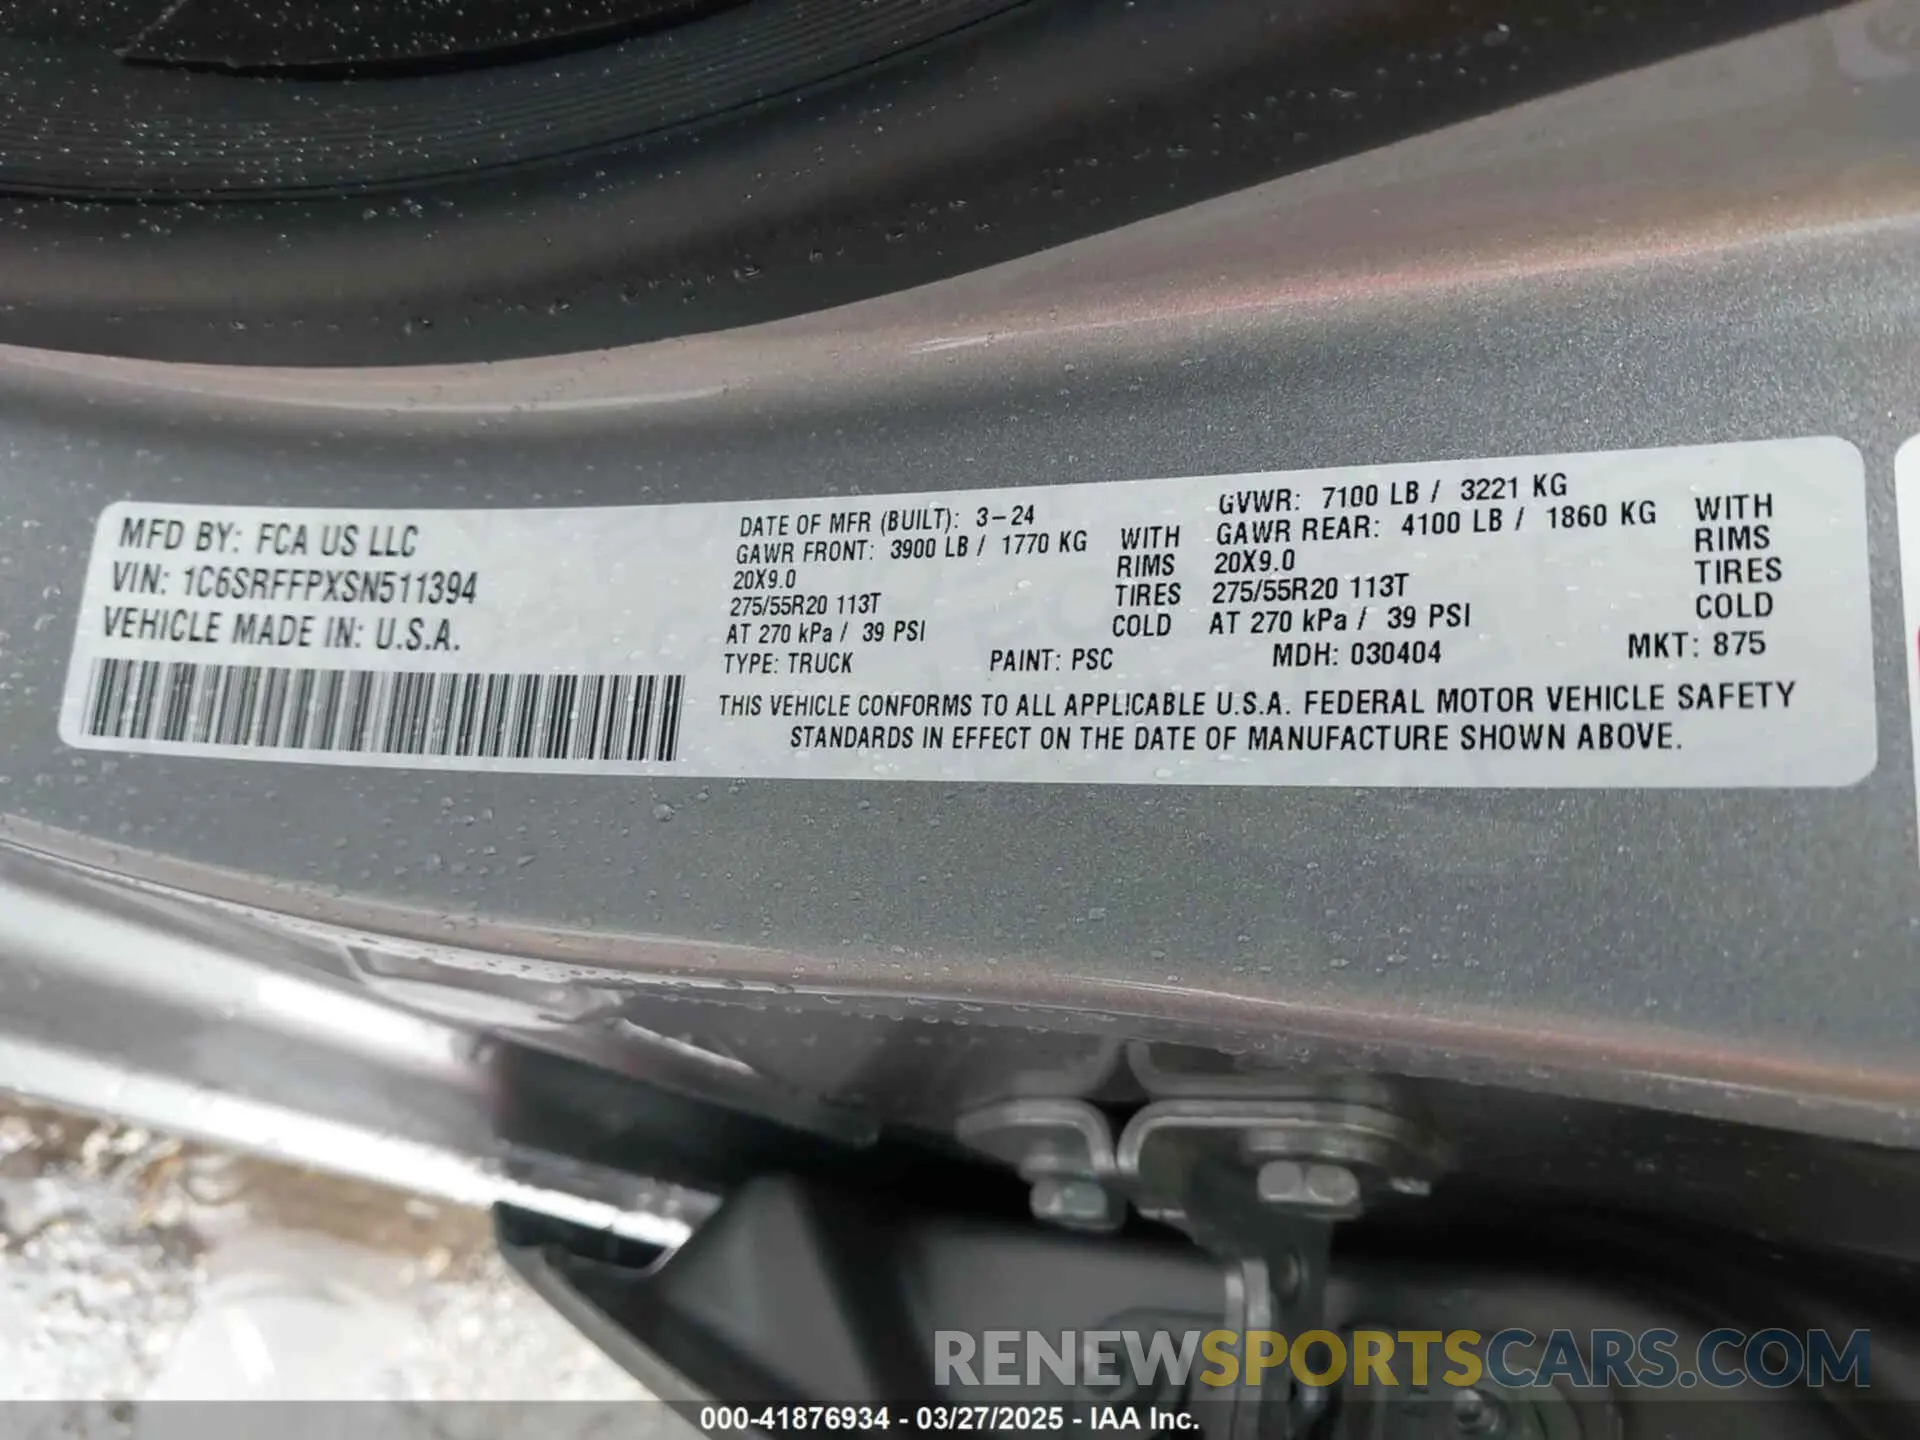 MFD BY: FCA US LLC
VIN: 1C6SRFFPXSN511394
VEHICLE MADE IN: U.S.A.
DATE OF MFR (BUILT): 3-24 GVWR: 7100 LB / 3221 KG
GAWR FRONT: 3900 LB / 1770 KG WITH GAWR REAR: 4100 LB / 1860 KG WITH
20X9.0 RIMS 20X9.0 RIMS
275/55R20 113T TIRES 275/55R20 113T TIRES
AT 270 kPa / 39 PSI COLD AT 270 kPa / 39 PSI COLD
TYPE: TRUCK PAINT: PSC MDH: 030404 MKT: 875
THIS VEHICLE CONFORMS TO ALL APPLICABLE U.S.A. FEDERAL MOTOR VEHICLE SAFETY
STANDARDS IN EFFECT ON THE DATE OF MANUFACTURE SHOWN ABOVE.
RENEWSPORTSCARS.COM
000-41876934 - 03/27/2025 - IAA Inc.